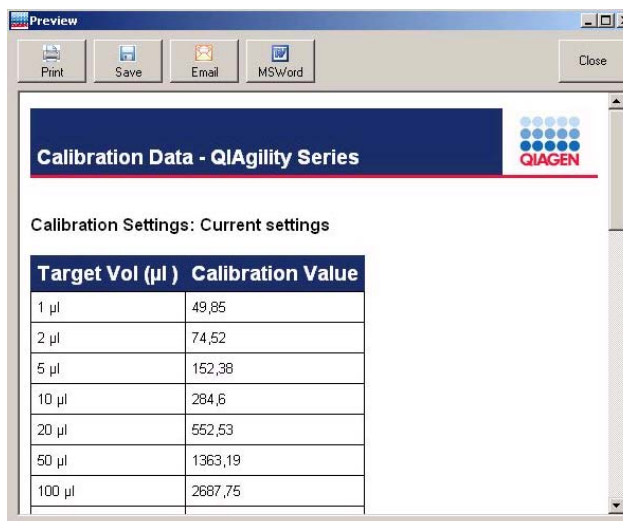 Preview
Print Save Email MSWord Close
Calibration Data - QIAgility Series
QIAGEN
Calibration Settings: Current settings
Target Vol (µl ) Calibration Value
1 µl 49,85
2 µl 74,52
5 µl 152,38
10 µl 284,6
20 µl 552,53
50 µl 1363,19
100 µl 2687,75